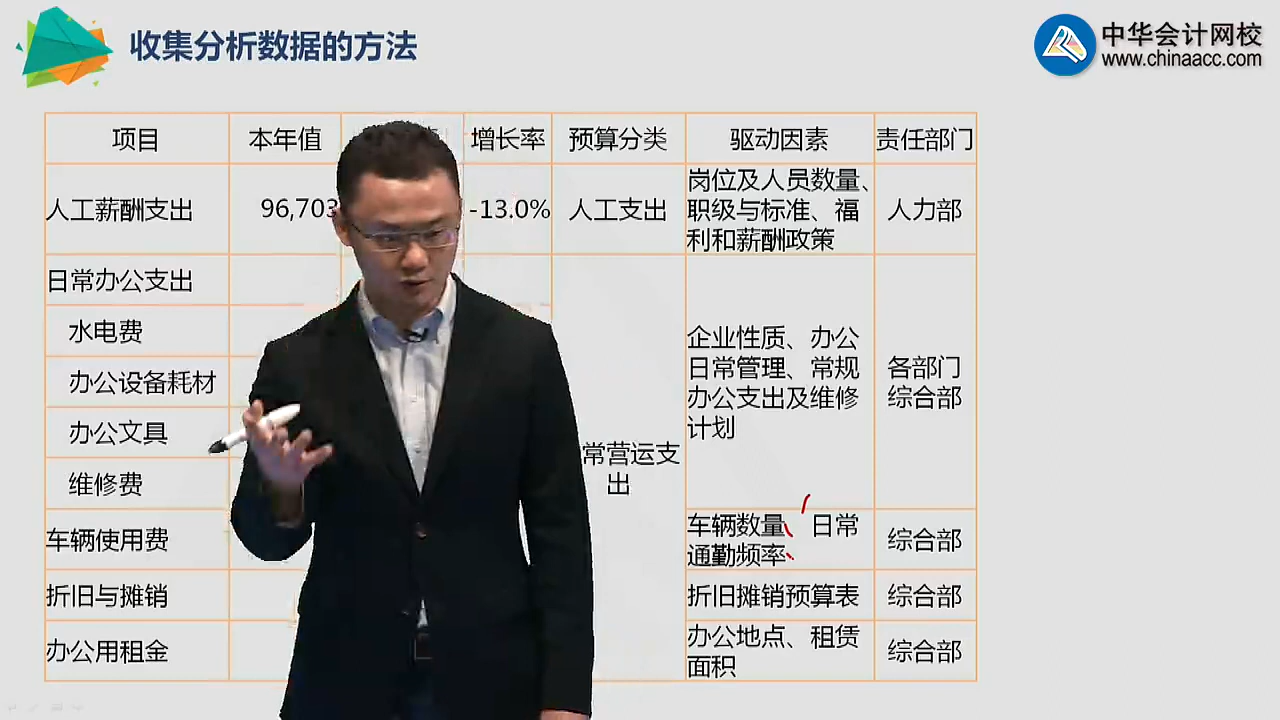 收集分析数据的方法
中华会计网校
www.chinaacc.com
项目 本年值 增长率 预算分类 驱动因素 责任部门
人工薪酬支出 96,703 -13.0% 人工支出 岗位及人员数量、
职级与标准、福
利和薪酬政策 人力部
日常办公支出
水电费
办公设备耗材
办公文具
维修费
常营运支
出
企业性质、办公
日常管理、常规
办公支出及维修
计划
各部门
综合部
车辆使用费 车辆数量、日常
通勤频率 综合部
折旧与摊销 折旧摊销预算表 综合部
办公用租金 办公地点、租赁
面积 综合部